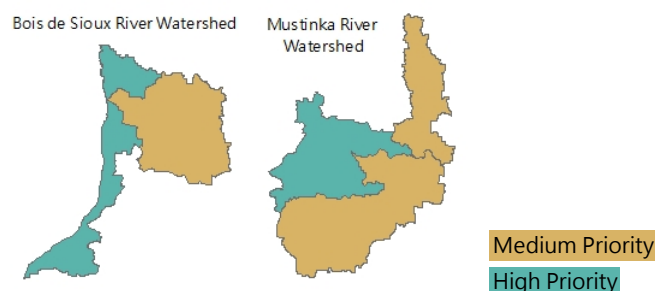 Bois de Sioux River Watershed
Mustinka River
Watershed
Medium Priority
High Priority